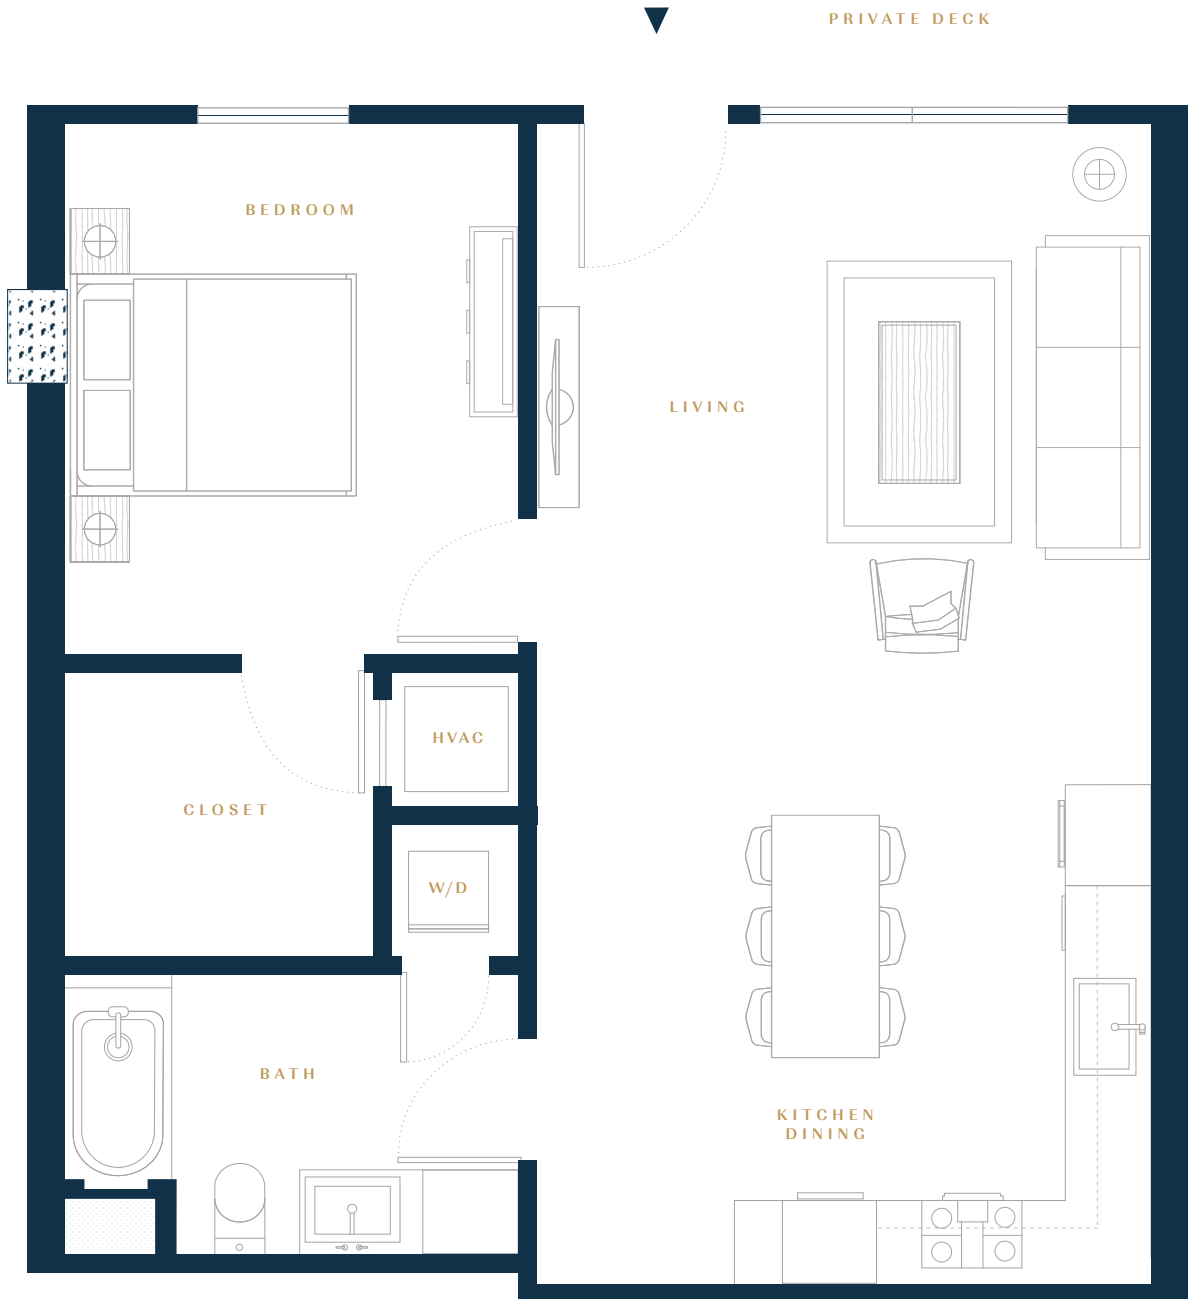 PRIVATE DECK
BEDROOM
LIVING
HVAC
CLOSET
W/D
BATH
KITCHEN
DINING